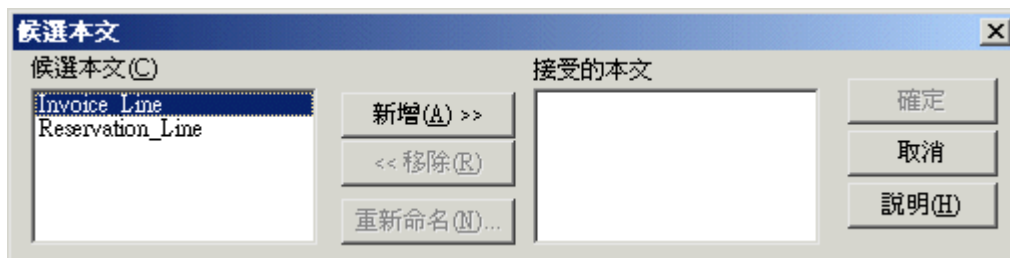 候選本文
候選本文(C)
Invoice_Line
Reservation_Line
新增(A) >>
<< 移除(R)
重新命名(N)...
接受的本文
確定
取消
說明(H)